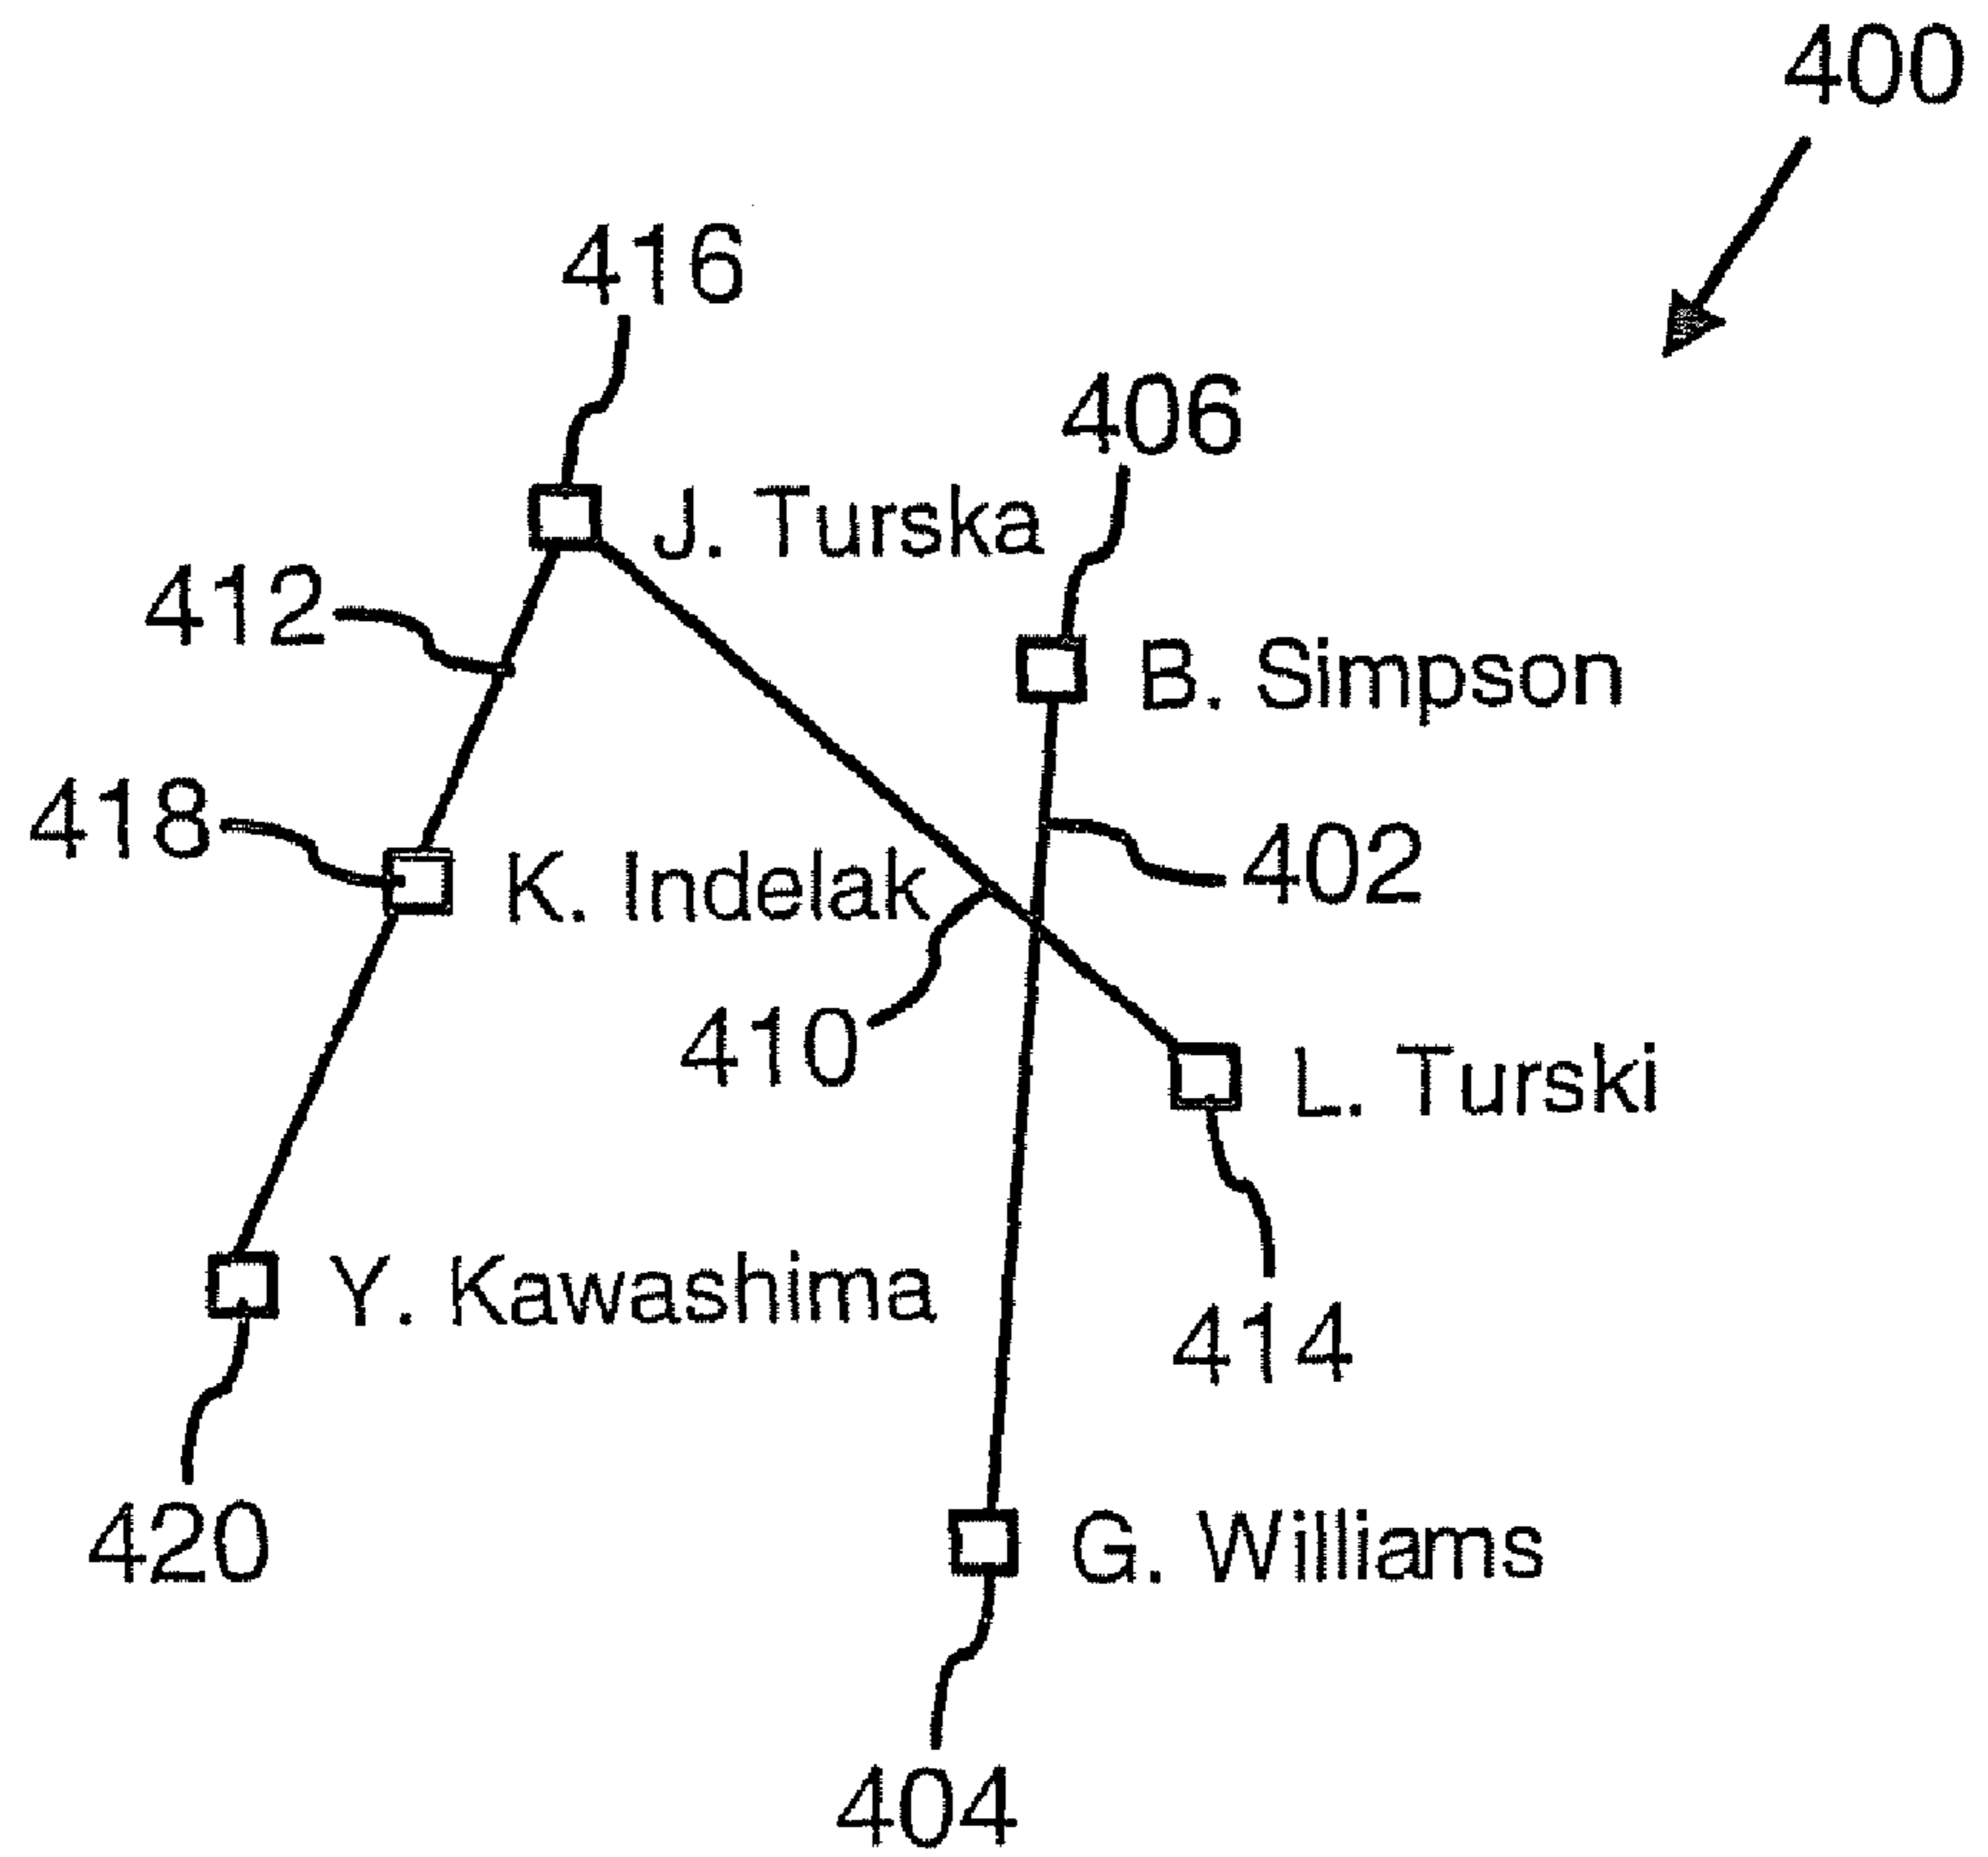 400
416
406
J. Turska
412
B. Simpson
418
K. Indelak
402
410
L. Turski
Y. Kawashima
414
420
G. Williams
404